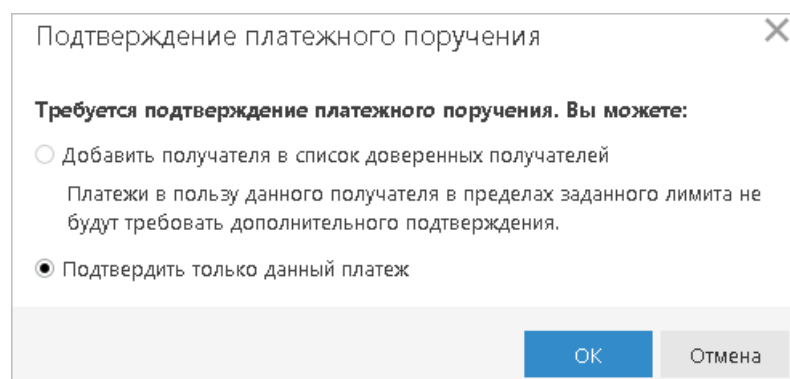 Подтверждение платежного поручения
Требуется подтверждение платежного поручения. Вы можете:
Добавить получателя в список доверенных получателей
Платежи в пользу данного получателя в пределах заданного лимита не
будут требовать дополнительного подтверждения.
Подтвердить только данный платеж
ОК
Отмена